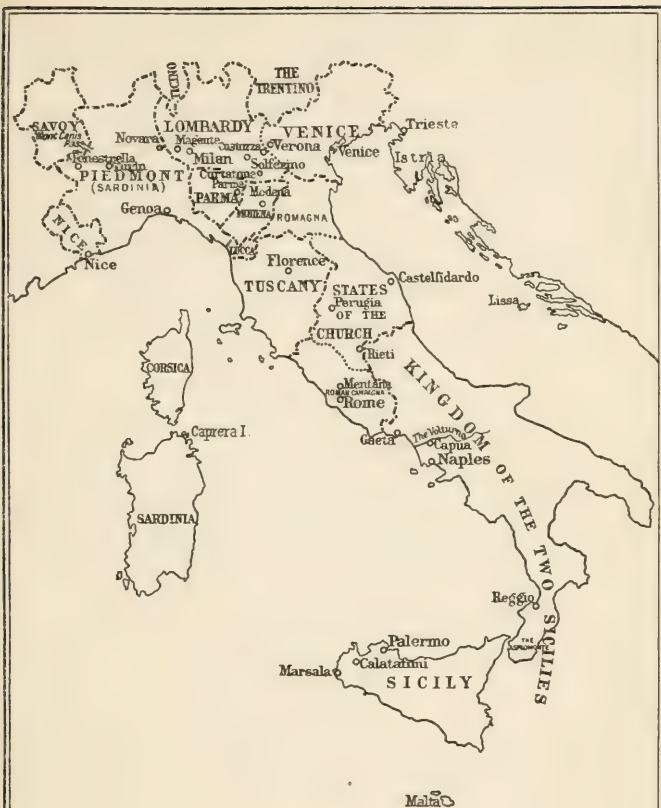 THE
TRENTINO
TICINO
SAVOY
Mont Cenis
Pass
LOMBARDY
VENICE
Trieste
Novara
Magenta
Custozza
Verona
Venice
Istria
Fenestrella
Turin
Milan
Solferino
PIEDMONT
(SARDINIA)
Curtatone
Parma
PARMA
Modena
MODENA
ROMAGNA
Genoa
NICE
Nice
LUCCA
Florence
TUSCANY
Castelfidardo
STATES
Perugia
OF THE
CHURCH
Lissa
Rieti
CORSICA
Mentana
ROMAN CAMPAGNA
Rome
KINGDOM OF THE TWO SICILIES
Caprera I.
Gaeta
The Volturno
Capua
Naples
SARDINIA
Reggio
THE
ASPROMONTE
Palermo
Marsala
Calatafimi
SICILY
Malta